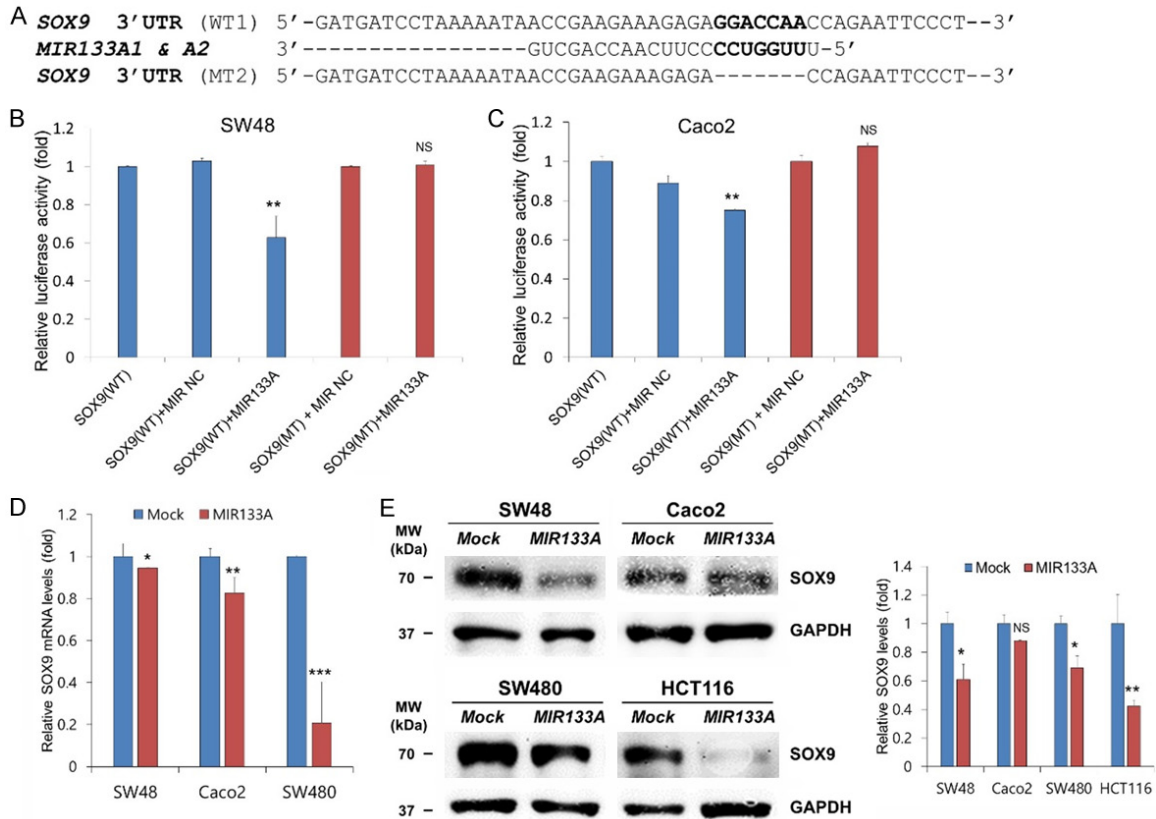 A
SOX9 3'UTR (WT1) 5'-GATGATCCTAAAAATAACCGAAGAAAGAGAGGACCAACCAGAATTCCCT--3'
MIR133A1 & A2 3'-----------------GUCGACCAACUUCCCCUGGUUU-5'
SOX9 3'UTR (MT2) 5'-GATGATCCTAAAAATAACCGAAGAAAGAGA-------CCAGAATTCCCT--3'
B
SW48
Relative luciferase activity (fold)
1.2
1
0.8
0.6
0.4
0.2
0
**
NS
SOX9(WT)
SOX9(WT)+MIR NC
SOX9(WT)+MIR133A
SOX9(MT) + MIR NC
SOX9(MT)+MIR133A
C
Caco2
Relative luciferase activity (fold)
1.2
1
0.8
0.6
0.4
0.2
0
**
NS
SOX9(WT)
SOX9(WT)+MIR NC
SOX9(WT)+MIR133A
SOX9(MT) + MIR NC
SOX9(MT)+MIR133A
D
Relative SOX9 mRNA levels (fold)
Mock MIR133A
1.2
1
0.8
0.6
0.4
0.2
0
*
**
***
SW48 Caco2 SW480
E
SW48 Caco2
MW
(kDa)
Mock MIR133A Mock MIR133A
70 – SOX9
37 – GAPDH
SW480 HCT116
MW
(kDa)
Mock MIR133A Mock MIR133A
70 – SOX9
37 – GAPDH
Mock MIR133A
Relative SOX9 levels (fold)
1.4
1.2
1
0.8
0.6
0.4
0.2
0
*
NS
*
**
SW48 Caco2 SW480 HCT116